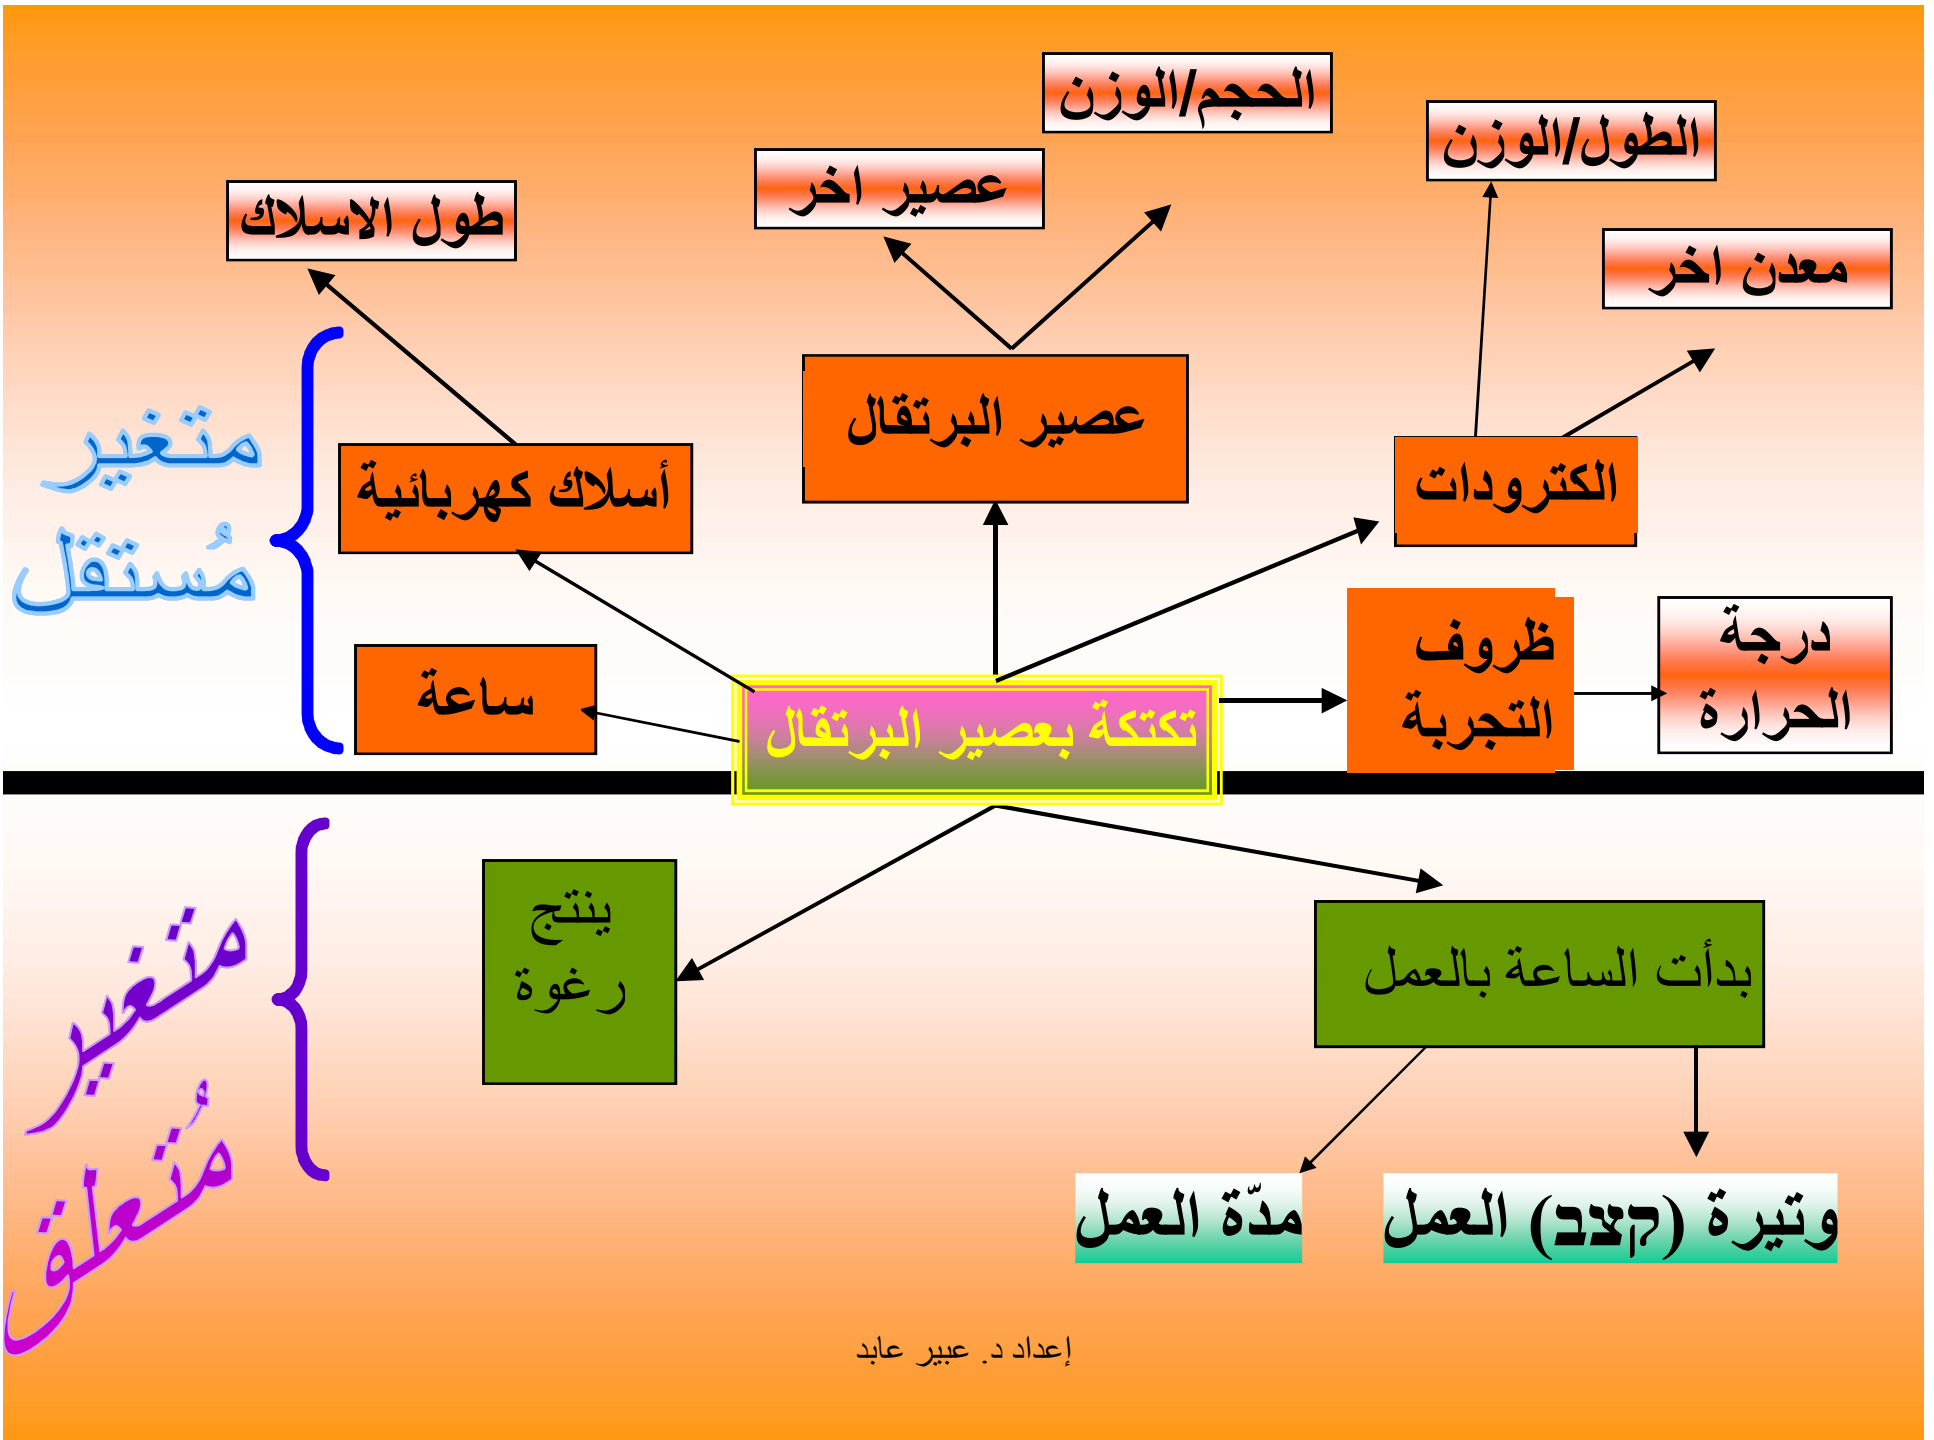 الحجم/الوزن
الطول/الوزن
عصير اخر
طول الاسلاك
معدن اخر
عصير البرتقال
متغير
مُستقل
أسلاك كهربائية
الكترودات
ظروف
التجربة
درجة
الحرارة
ساعة
تكتكة بعصير البرتقال
متغير
مُتعلق
ينتج
رغوة
بدأت الساعة بالعمل
وتيرة (קצב) العمل
مدّة العمل
إعداد د. عبير عابد